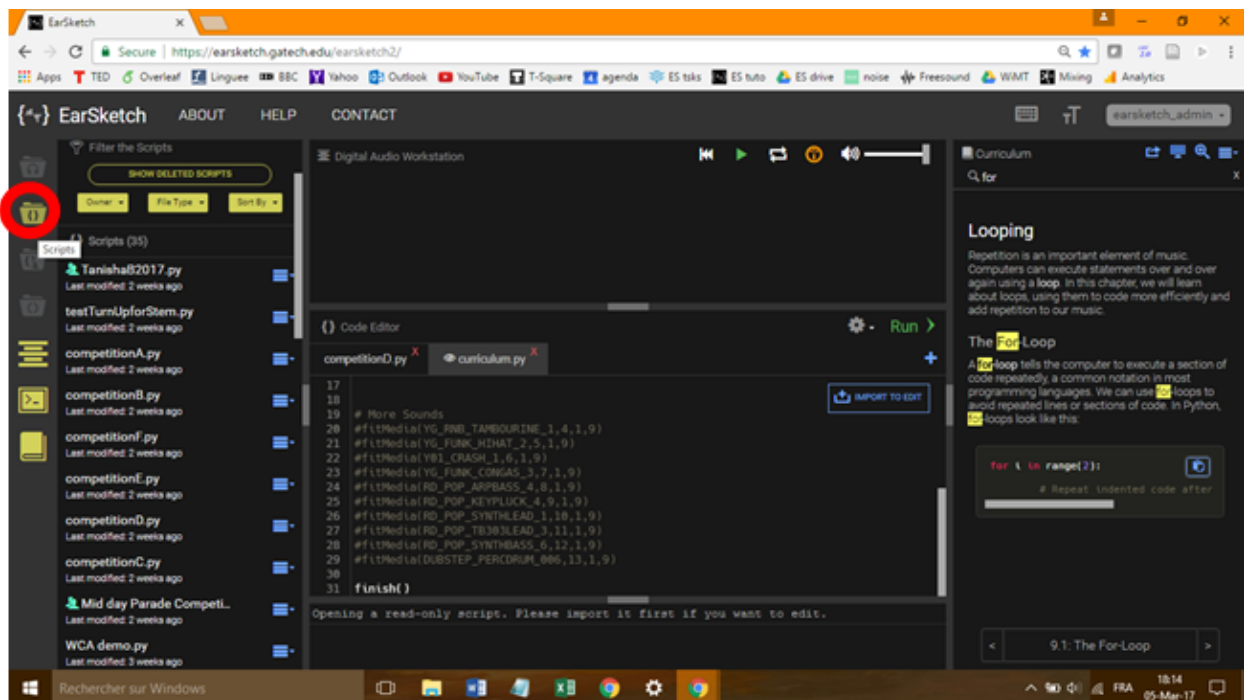 EarSketch
Secure | https://earsketch.gatech.edu/earsketch2/
Apps TED Overleaf Linguee BBC Yahoo Outlook YouTube T-Square agenda ES tsks ES tuto ES drive noise Freesound WiMT Mixing Analytics
EarSketch ABOUT HELP CONTACT earsketch_admin
Filter the Scripts
SHOW DELETED SCRIPTS
Owner File Type Sort By
Scripts (35)
Scripts
TanishaB2017.py
Last modified: 2 weeks ago
testTurnUpforStem.py
Last modified: 2 weeks ago
competitionA.py
Last modified: 2 weeks ago
competitionB.py
Last modified: 2 weeks ago
competitionF.py
Last modified: 2 weeks ago
competitionE.py
Last modified: 2 weeks ago
competitionD.py
Last modified: 2 weeks ago
competitionC.py
Last modified: 2 weeks ago
Mid day Parade Competi...
Last modified: 2 weeks ago
WCA demo.py
Last modified: 3 weeks ago
Digital Audio Workstation
{} Code Editor
Run
competitionD.py X curriculum.py X
IMPORT TO EDIT
17
18
19 # More Sounds
20 #fitMedia(YG_RNB_TAMBOURINE_1,4,1,9)
21 #fitMedia(YG_FUNK_HIHAT_2,5,1,9)
22 #fitMedia(Y01_CRASH_1,6,1,9)
23 #fitMedia(YG_FUNK_CONGAS_3,7,1,9)
24 #fitMedia(RD_POP_ARPBASS_4,8,1,9)
25 #fitMedia(RD_POP_KEYPLUCK_4,9,1,9)
26 #fitMedia(RD_POP_SYNTHLEAD_1,10,1,9)
27 #fitMedia(RD_POP_TB303LEAD_3,11,1,9)
28 #fitMedia(RD_POP_SYNTHBASS_6,12,1,9)
29 #fitMedia(DUBSTEP_PERCDRUM_006,13,1,9)
30
31 finish()
Opening a read-only script. Please import it first if you want to edit.
Curriculum
for X
Looping
Repetition is an important element of music.
Computers can execute statements over and over
again using a loop. In this chapter, we will learn
about loops, using them to code more efficiently and
add repetition to our music.
The For-Loop
A for-loop tells the computer to execute a section of
code repeatedly, a common notation in most
programming languages. We can use for-loops to
avoid repeated lines or sections of code. In Python,
for-loops look like this:
for i in range(2):
# Repeat indented code after
< 9.1: The For-Loop >
Rechercher sur Windows
FRA
18:14
05-Mar-17